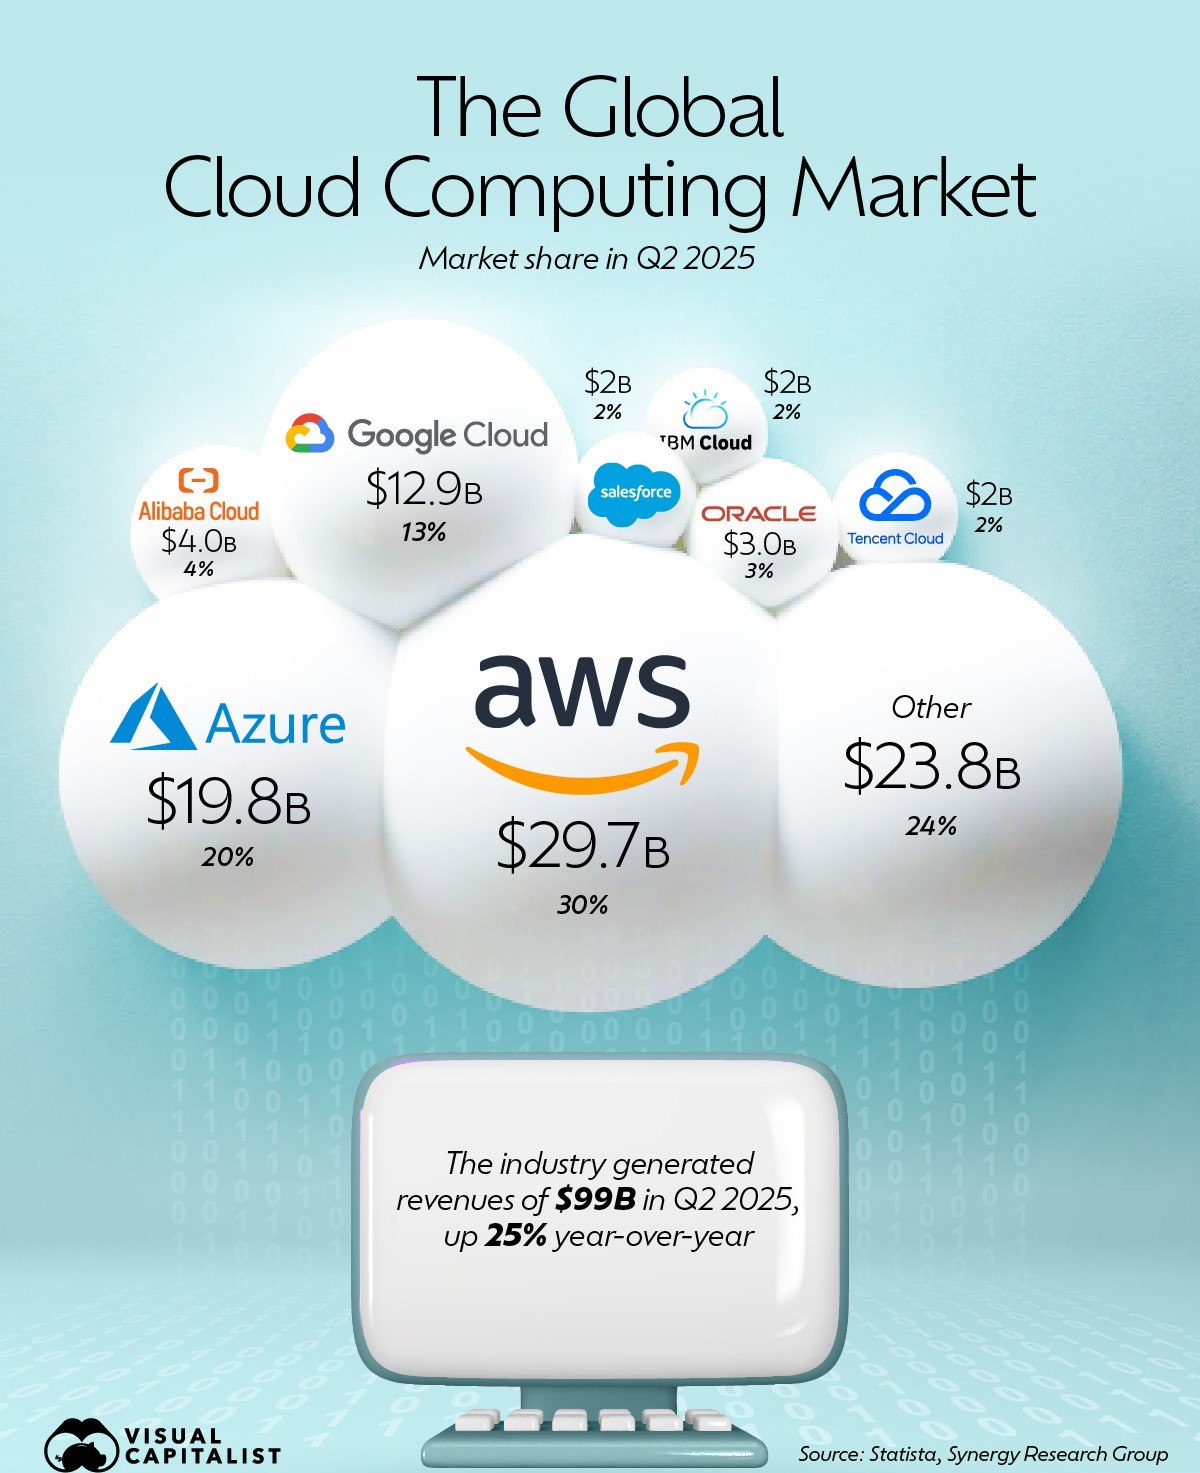 The Global
Cloud Computing Market
Market share in Q2 2025
Google Cloud
$12.9B
13%
$2B
2%
salesforce
IBM Cloud
$2B
2%
Alibaba Cloud
$4.0B
4%
ORACLE
$3.0B
3%
Tencent Cloud
$2B
2%
Azure
$19.8B
20%
aws
$29.7B
30%
Other
$23.8B
24%
The industry generated
revenues of $99B in Q2 2025,
up 25% year-over-year
VISUAL
CAPITALIST
Source: Statista, Synergy Research Group